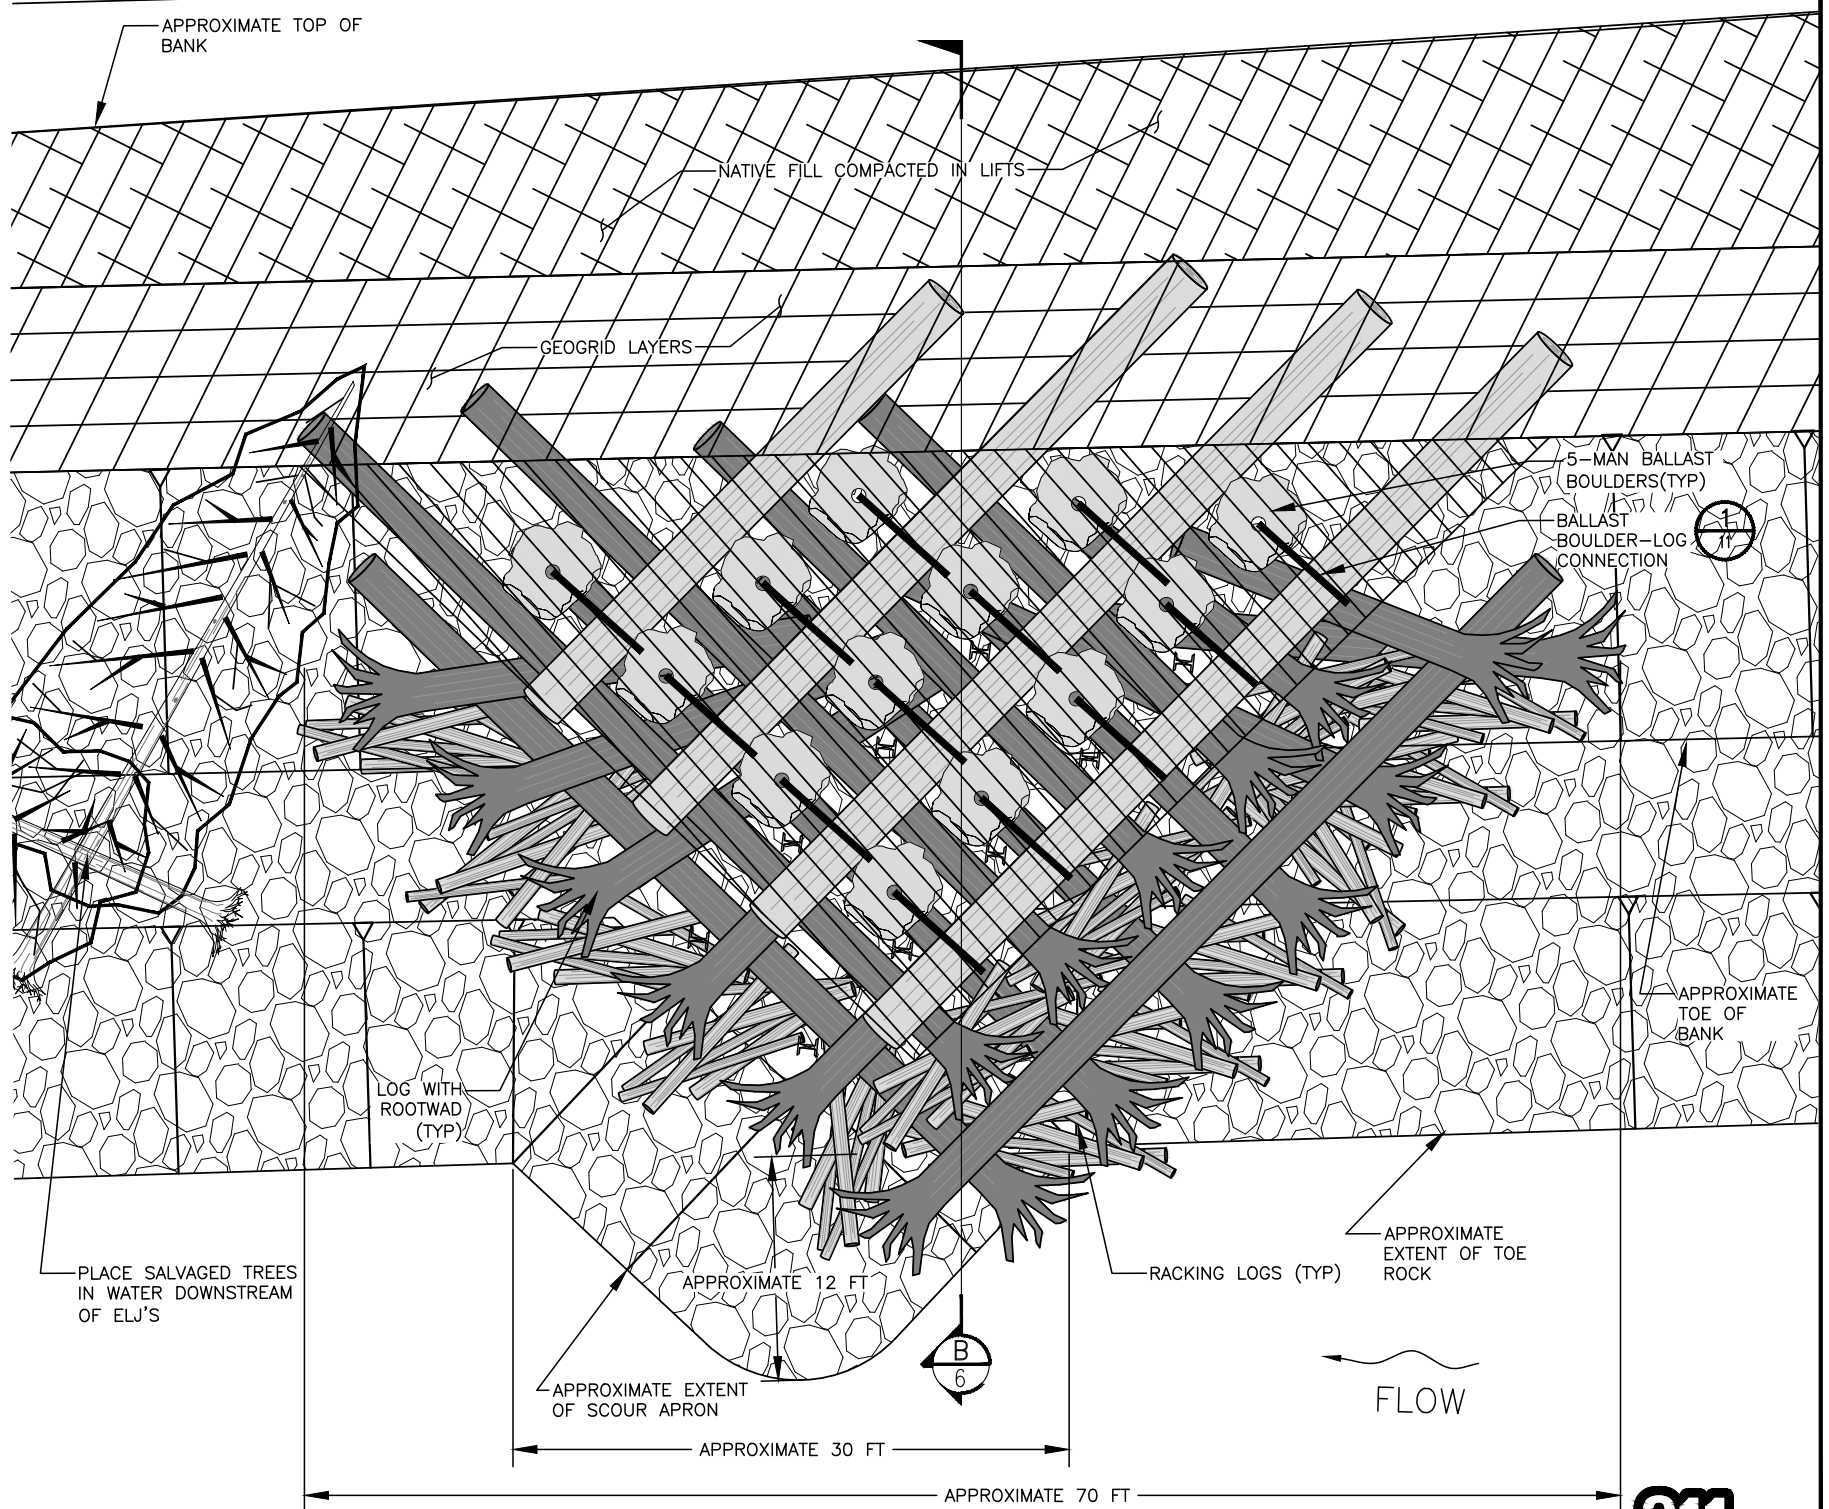 APPROXIMATE TOP OF
BANK
NATIVE FILL COMPACTED IN LIFTS
GEOGRID LAYERS
5-MAN BALLAST
BOULDERS(TYP)
BALLAST
BOULDER-LOG
CONNECTION
1
11
APPROXIMATE
TOE OF
BANK
LOG WITH
ROOTWAD
(TYP)
PLACE SALVAGED TREES
IN WATER DOWNSTREAM
OF ELJ'S
APPROXIMATE 12 FT
RACKING LOGS (TYP)
APPROXIMATE
EXTENT OF TOE
ROCK
B
6
APPROXIMATE EXTENT
OF SCOUR APRON
FLOW
APPROXIMATE 30 FT
APPROXIMATE 70 FT